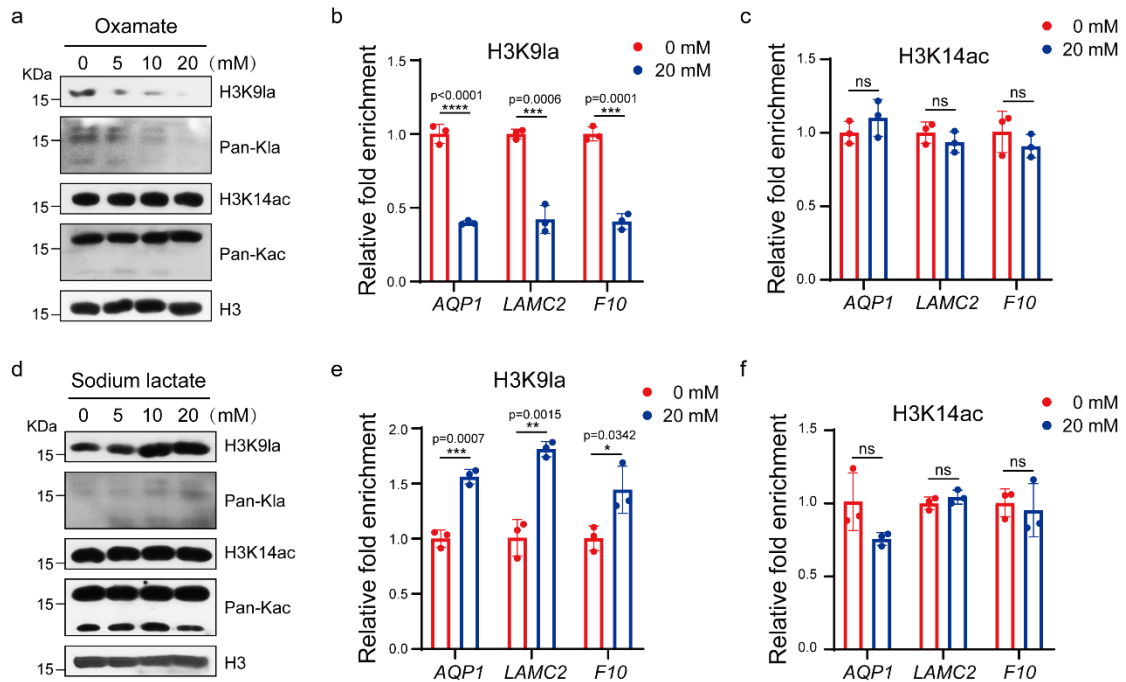 a
Oxamate
0 5 10 20 (mM)
KDa
15
H3K9la
Pan-Kla
15
H3K14ac
15
Pan-Kac
15
H3
b
H3K9la
0 mM
20 mM
Relative fold enrichment
1.5
1.0
0.5
0.0
p<0.0001
****
p=0.0006
***
p=0.0001
***
AQP1 LAMC2 F10
c
H3K14ac
0 mM
20 mM
Relative fold enrichment
1.5
1.0
0.5
0.0
ns ns ns
AQP1 LAMC2 F10
d
Sodium lactate
0 5 10 20 (mM)
KDa
15
H3K9la
Pan-Kla
15
H3K14ac
15
Pan-Kac
15
H3
e
H3K9la
0 mM
20 mM
Relative fold enrichment
2.0
1.5
1.0
0.5
0.0
p=0.0007
***
p=0.0015
**
p=0.0342
*
AQP1 LAMC2 F10
f
H3K14ac
0 mM
20 mM
Relative fold enrichment
1.5
1.0
0.5
0.0
ns ns ns
AQP1 LAMC2 F10